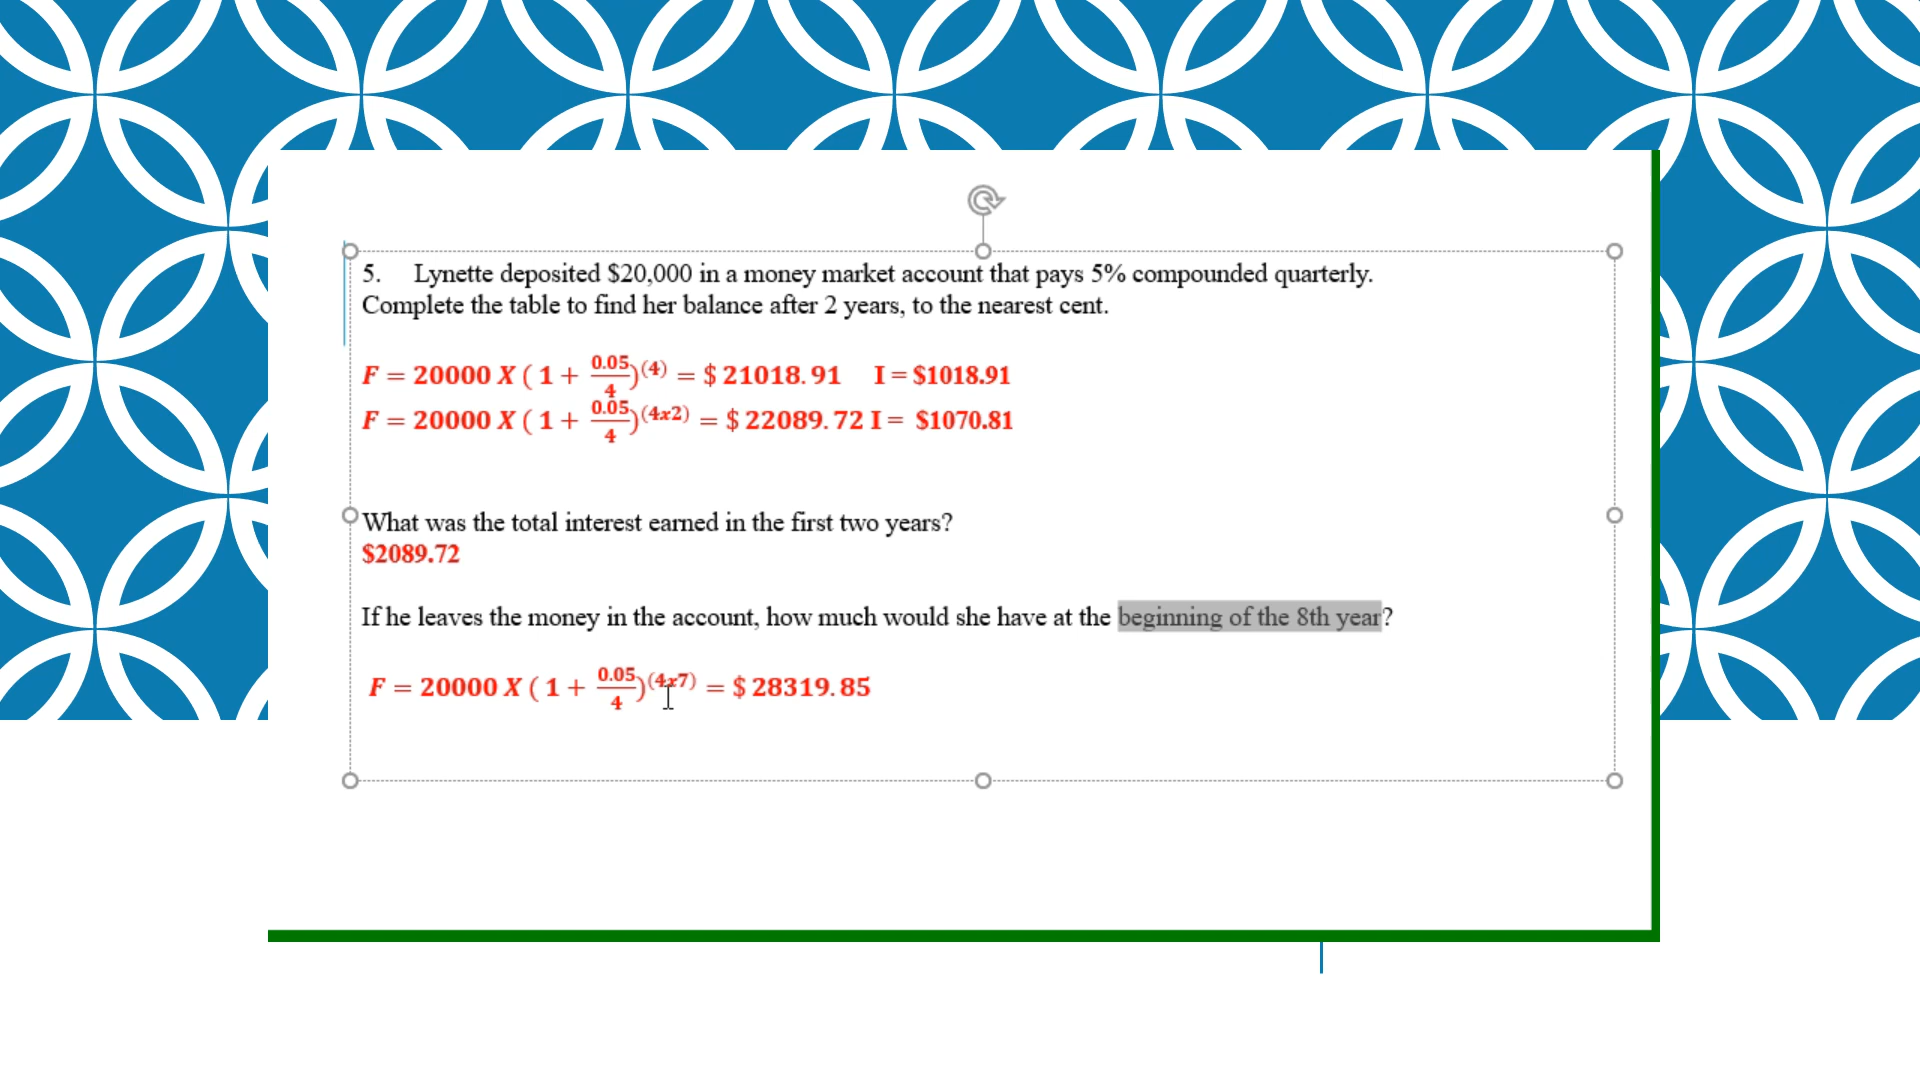 5. Lynette deposited $20,000 in a money market account that pays 5% compounded quarterly.
Complete the table to find her balance after 2 years, to the nearest cent.
F = 20000 X ( 1 + 0.05/4)^(4) = $ 21018.91 I = $1018.91
F = 20000 X ( 1 + 0.05/4)^(4x2) = $ 22089.72 I = $1070.81
What was the total interest earned in the first two years?
$2089.72
If he leaves the money in the account, how much would she have at the beginning of the 8th year?
F = 20000 X ( 1 + 0.05/4)^(4x7) = $ 28319.85